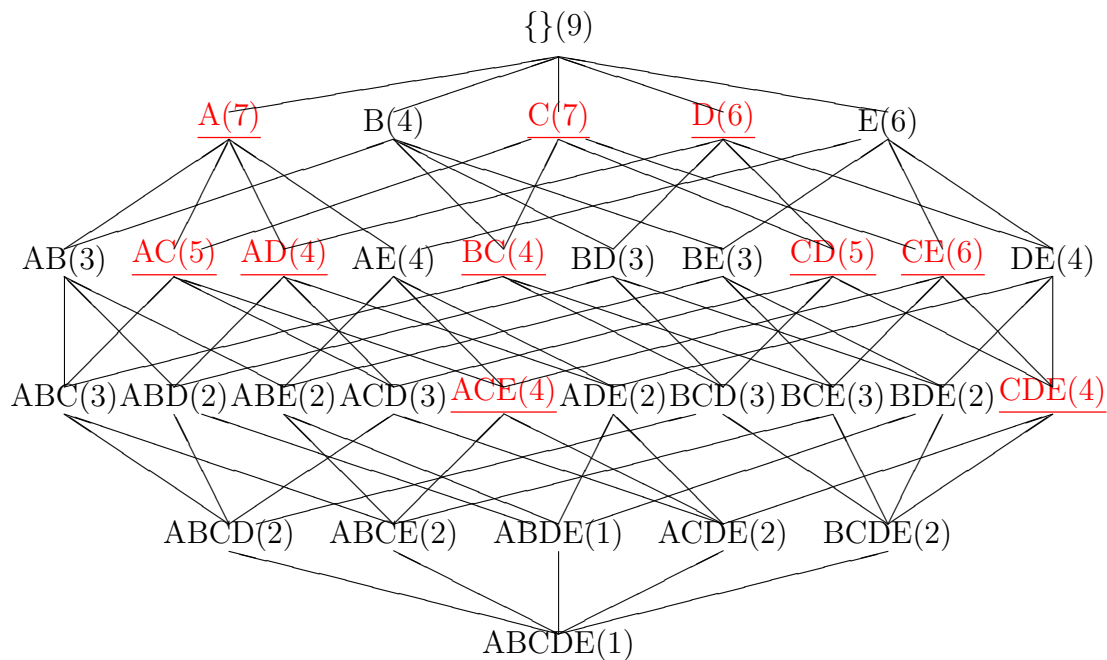 {}(9)
A(7) B(4) C(7) D(6) E(6)
AB(3) AC(5) AD(4) AE(4) BC(4) BD(3) BE(3) CD(5) CE(6) DE(4)
ABC(3) ABD(2) ABE(2) ACD(3) ACE(4) ADE(2) BCD(3) BCE(3) BDE(2) CDE(4)
ABCD(2) ABCE(2) ABDE(1) ACDE(2) BCDE(2)
ABCDE(1)